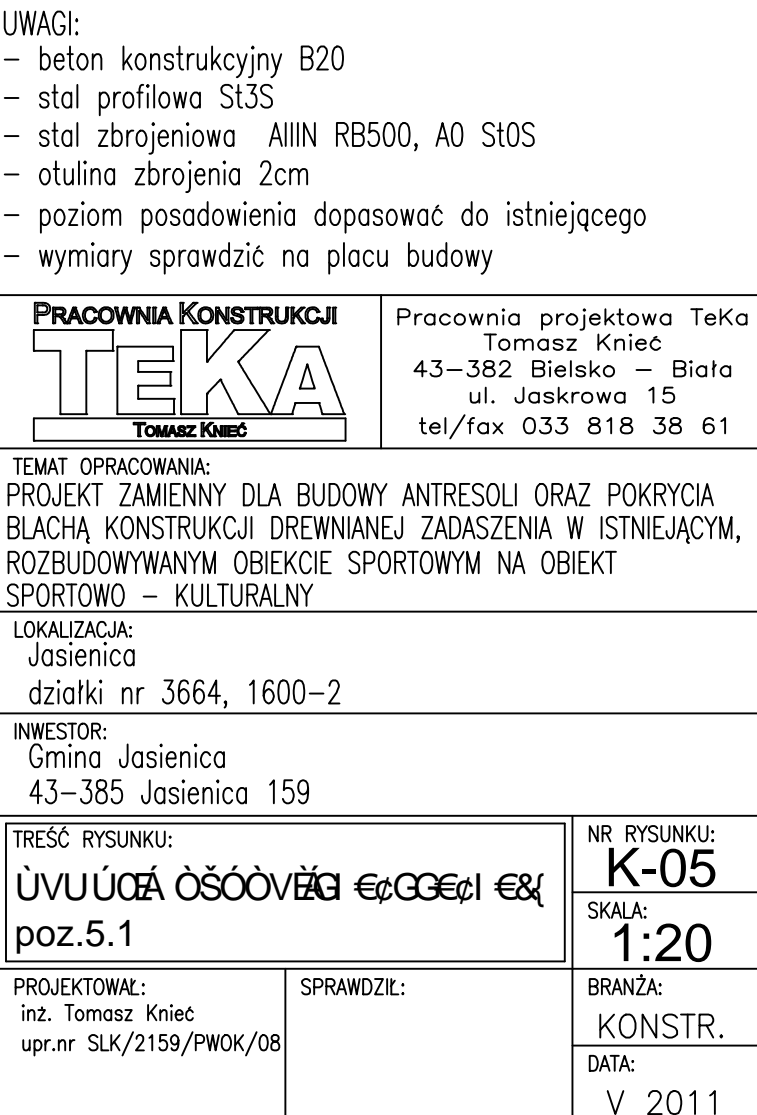 UWAGI:
– beton konstrukcyjny B20
– stal profilowa St3S
– stal zbrojeniowa AIIIN RB500, A0 St0S
– otulina zbrojenia 2cm
– poziom posadowienia dopasować do istniejącego
– wymiary sprawdzić na placu budowy
PRACOWNIA KONSTRUKCJI
TEKA
TOMASZ KNIEĆ
Pracownia projektowa TeKa
Tomasz Knieć
43–382 Bielsko – Biała
ul. Jaskrowa 15
tel/fax 033 818 38 61
TEMAT OPRACOWANIA:
PROJEKT ZAMIENNY DLA BUDOWY ANTRESOLI ORAZ POKRYCIA
BLACHĄ KONSTRUKCJI DREWNIANEJ ZADASZENIA W ISTNIEJĄCYM,
ROZBUDOWYWANYM OBIEKCIE SPORTOWYM NA OBIEKT
SPORTOWO – KULTURALNY
LOKALIZACJA:
Jasienica
działki nr 3664, 1600–2
INWESTOR:
Gmina Jasienica
43–385 Jasienica 159
TREŚĆ RYSUNKU:
poz.5.1
NR RYSUNKU:
K-05
SKALA:
1:20
PROJEKTOWAŁ:
inż. Tomasz Knieć
upr.nr SLK/2159/PWOK/08
SPRAWDZIŁ:
BRANŻA:
KONSTR.
DATA:
V 2011